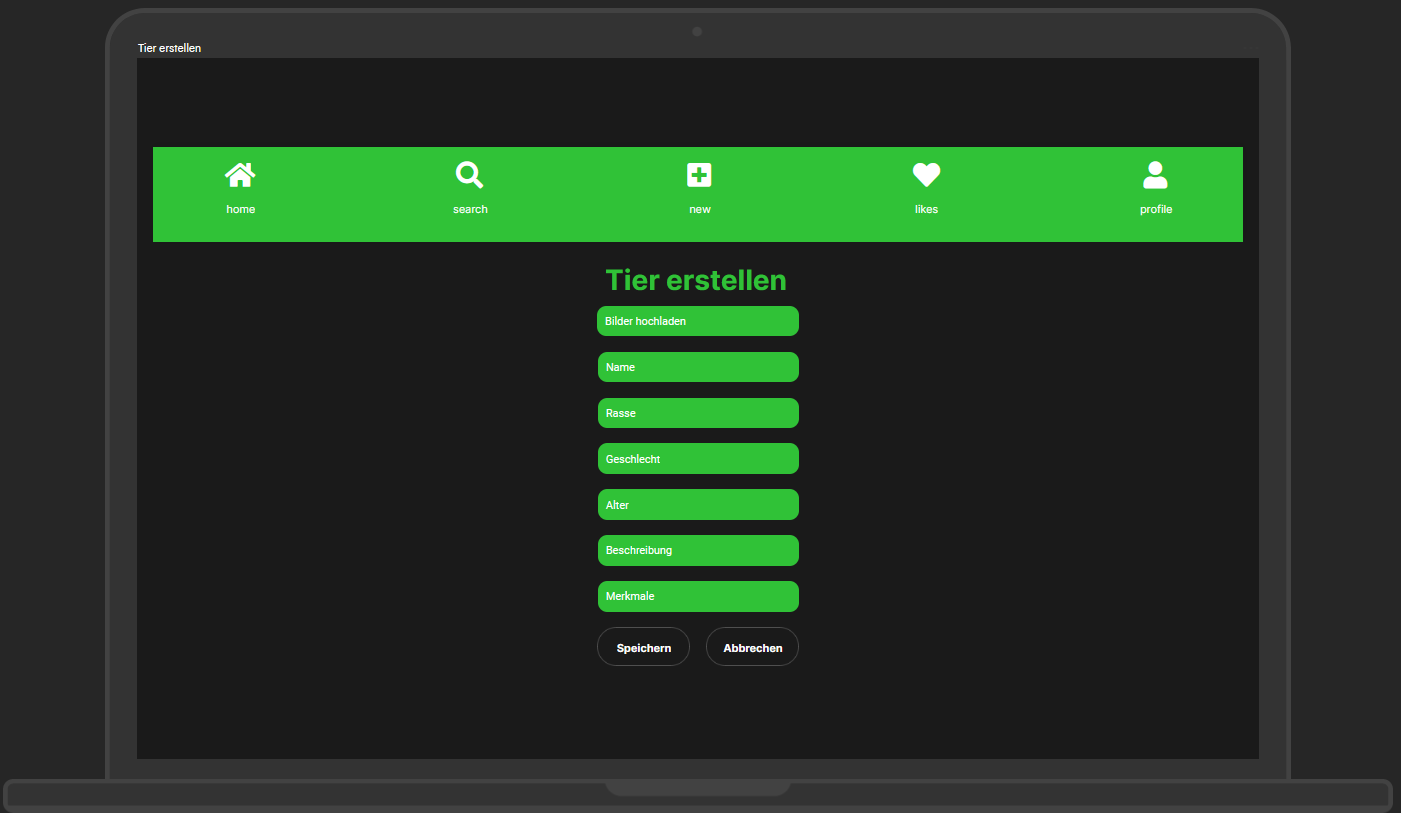 Tier erstellen
home search new likes profile
Tier erstellen
Bilder hochladen
Name
Rasse
Geschlecht
Alter
Beschreibung
Merkmale
Speichern Abbrechen